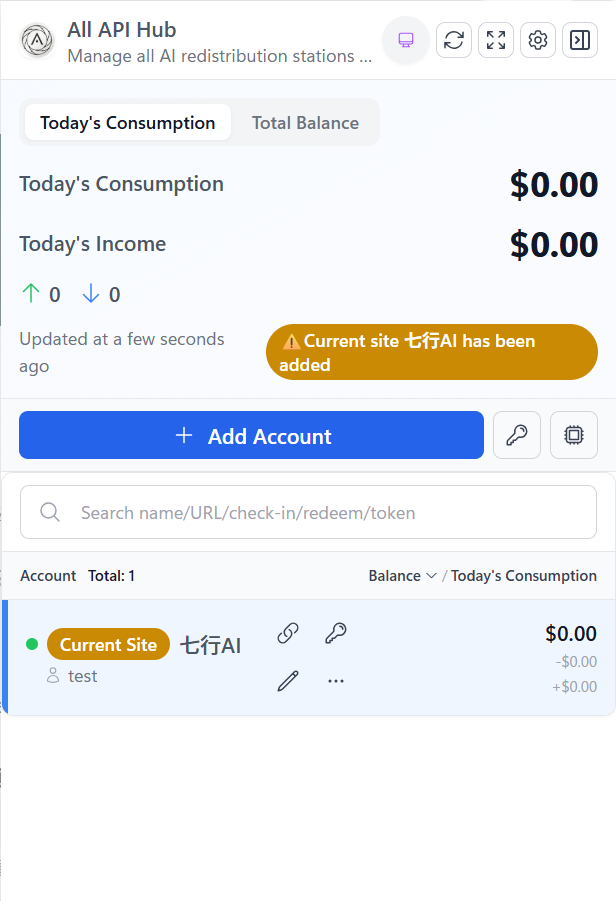 All API Hub
Manage all AI redistribution stations ...
Today's Consumption
Total Balance
Today's Consumption
$0.00
Today's Income
$0.00
0
0
Updated at a few seconds
ago
⚠️Current site 七行AI has been
added
Add Account
Search name/URL/check-in/redeem/token
Account Total: 1
Balance / Today's Consumption
Current Site 七行AI
test
$0.00
-$0.00
+$0.00